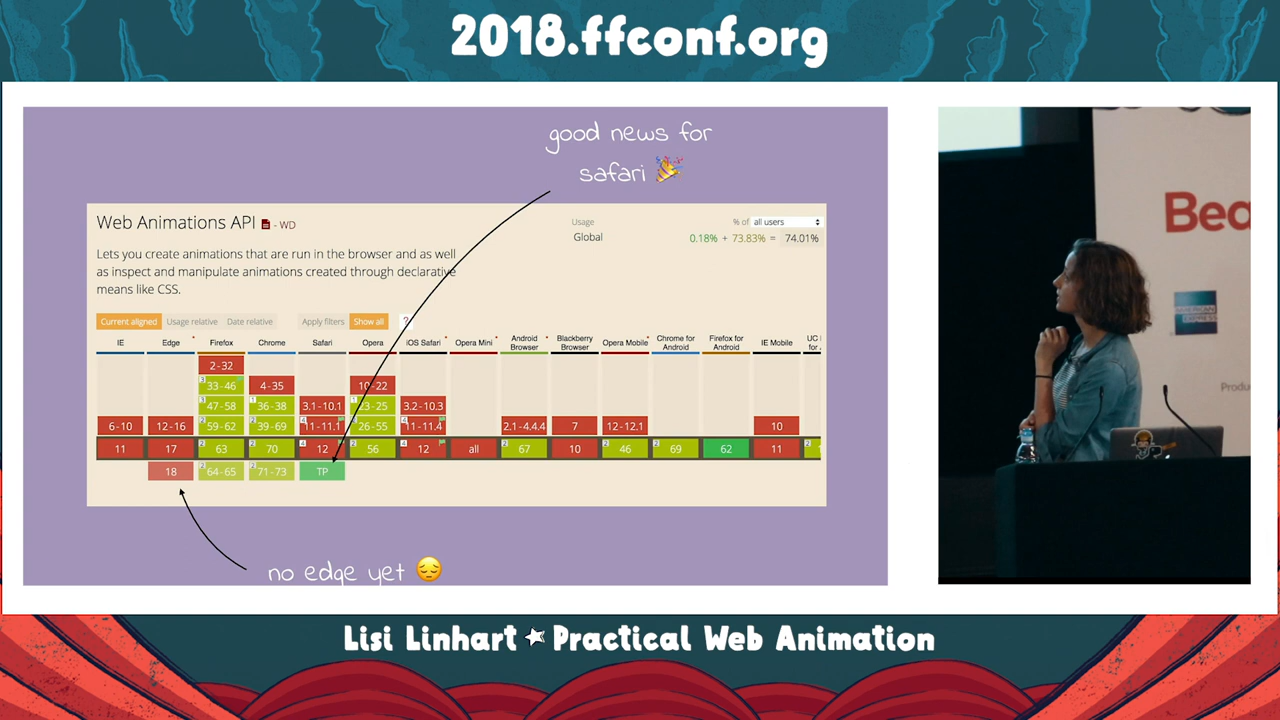 2018.ffconf.org
good news for
safari 🎉
Web Animations API - WD
Usage
% of all users
Global
0.18% + 73.83% = 74.01%
Lets you create animations that are run in the browser and as well
as inspect and manipulate animations created through declarative
means like CSS.
Current aligned Usage relative Date relative Apply filters Show all ?
IE Edge Firefox Chrome Safari Opera iOS Safari Opera Mini Android Browser Blackberry Browser Opera Mobile Chrome for Android Firefox for Android IE Mobile UC
for
2-32
33-46 4-35 10-22
47-58 36-38 3.1-10.1 23-25 3.2-10.3
6-10 12-16 59-62 39-69 11-11.1 26-55 11-11.4 2.1-4.4.4 7 12-12.1 10
11 17 63 70 12 56 12 all 67 10 46 69 62 11
18 64-65 71-73 TP
no edge yet 😔
Bea
AMERICAN
EXPRESS
Produ
Lisi Linhart Practical Web Animation